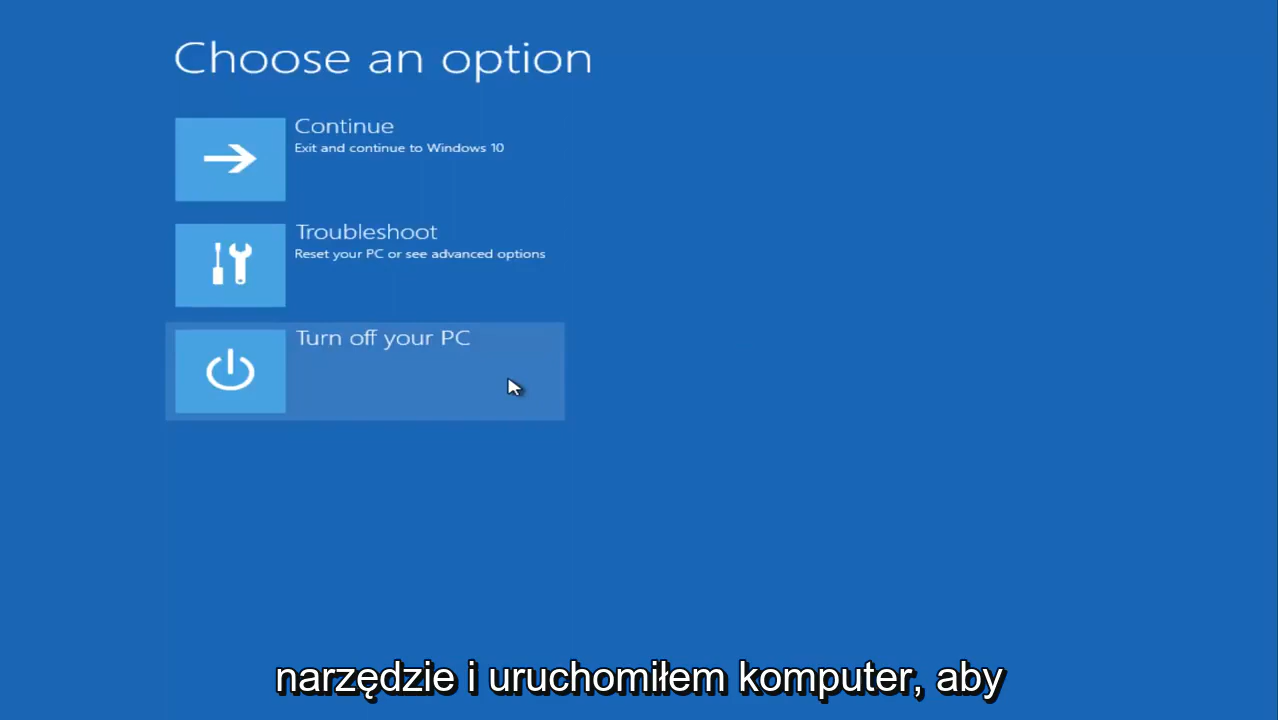 Choose an option
Continue
Exit and continue to Windows 10
Troubleshoot
Reset your PC or see advanced options
Turn off your PC
narzędzie i uruchomiłem komputer, aby